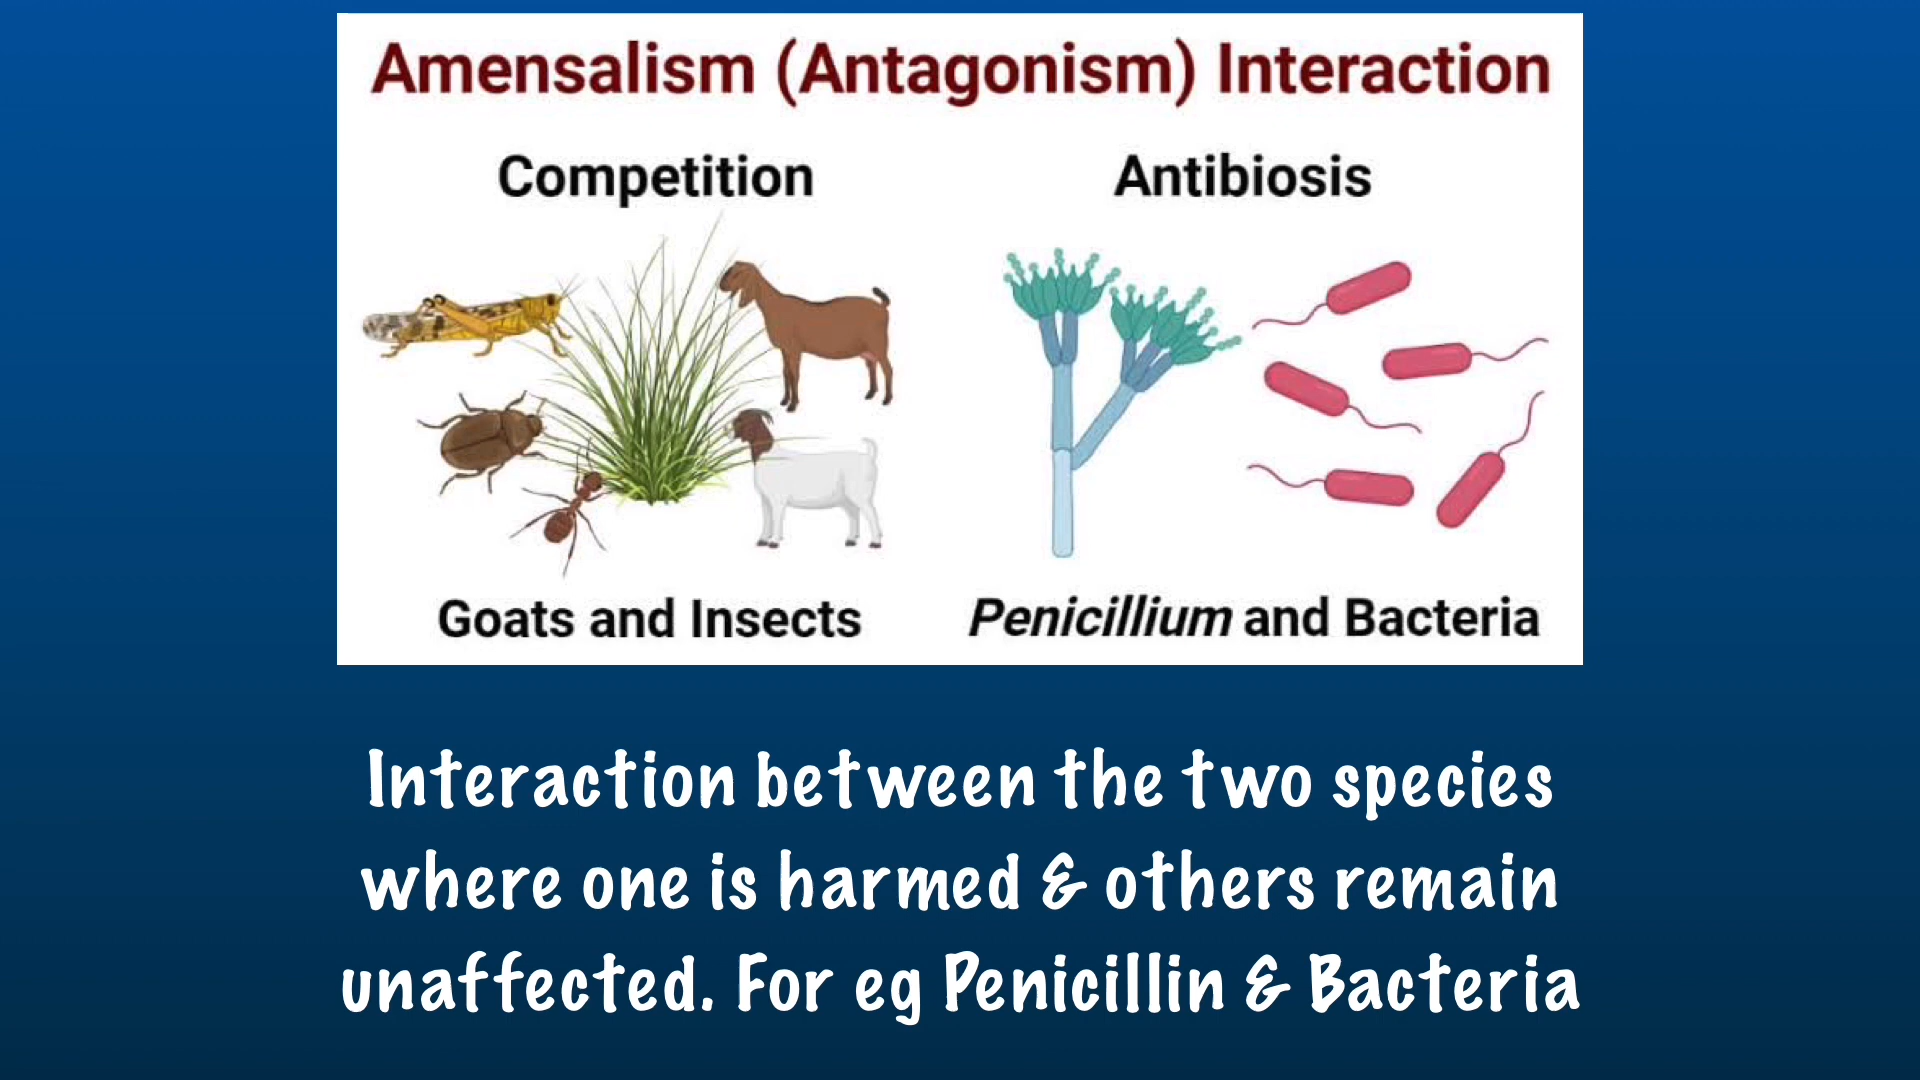 Amensalism (Antagonism) Interaction
Competition
Antibiosis
Goats and Insects
Penicillium and Bacteria
Interaction between the two species
where one is harmed & others remain
unaffected. For eg Penicillin & Bacteria